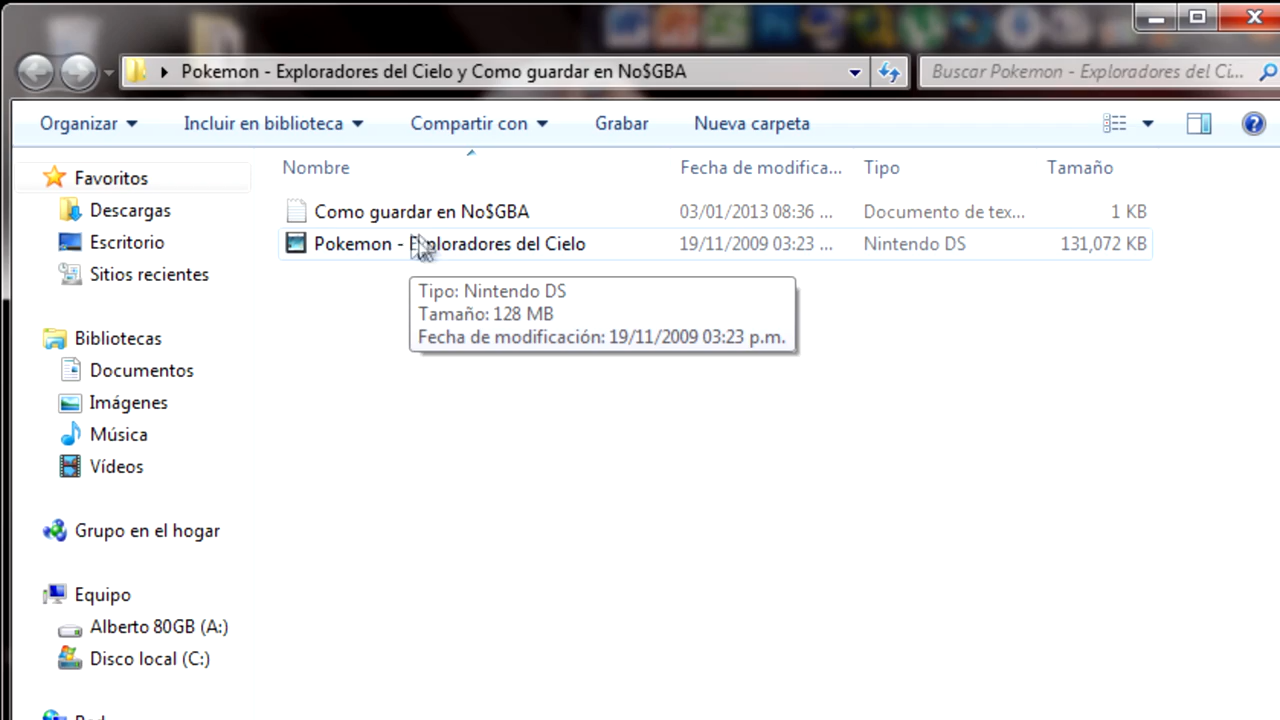 Pokemon - Exploradores del Cielo y Como guardar en No$GBA
Buscar Pokemon - Exploradores del Ci...
Organizar
Incluir en biblioteca
Compartir con
Grabar
Nueva carpeta
Nombre
Fecha de modifica...
Tipo
Tamaño
Favoritos
Descargas
Escritorio
Sitios recientes
Bibliotecas
Documentos
Imágenes
Música
Vídeos
Grupo en el hogar
Equipo
Alberto 80GB (A:)
Disco local (C:)
Como guardar en No$GBA 03/01/2013 08:36 ... Documento de tex... 1 KB
Pokemon - Exploradores del Cielo 19/11/2009 03:23 ... Nintendo DS 131,072 KB
Tipo: Nintendo DS
Tamaño: 128 MB
Fecha de modificación: 19/11/2009 03:23 p.m.